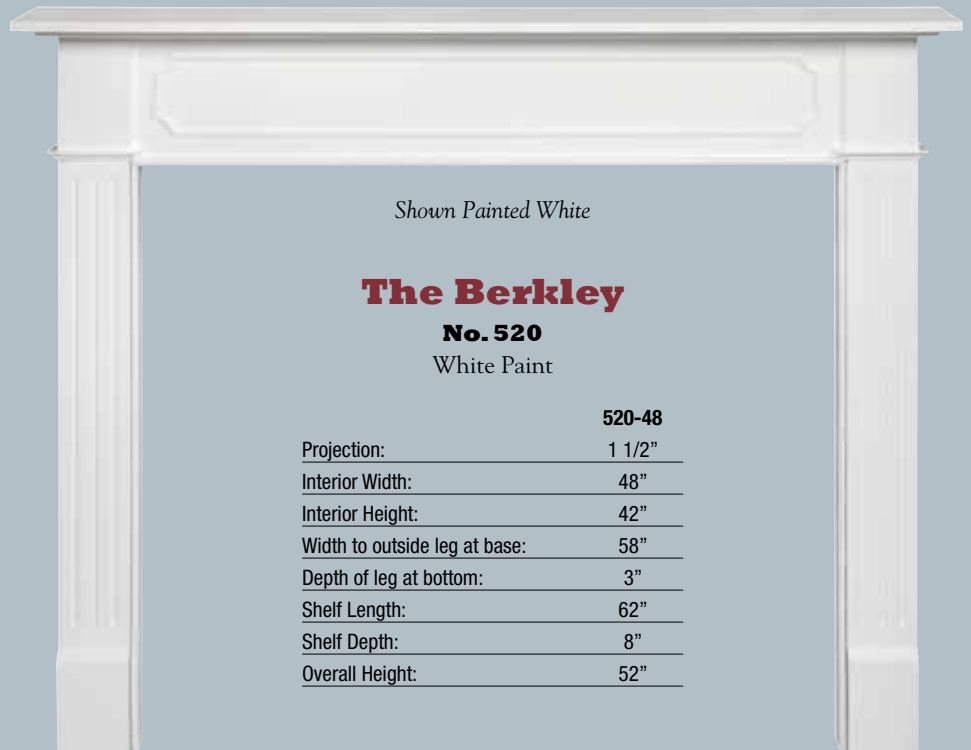 Shown Painted White
The Berkley
No. 520
White Paint
520-48
Projection: 1 1/2”
Interior Width: 48”
Interior Height: 42”
Width to outside leg at base: 58”
Depth of leg at bottom: 3”
Shelf Length: 62”
Shelf Depth: 8”
Overall Height: 52”